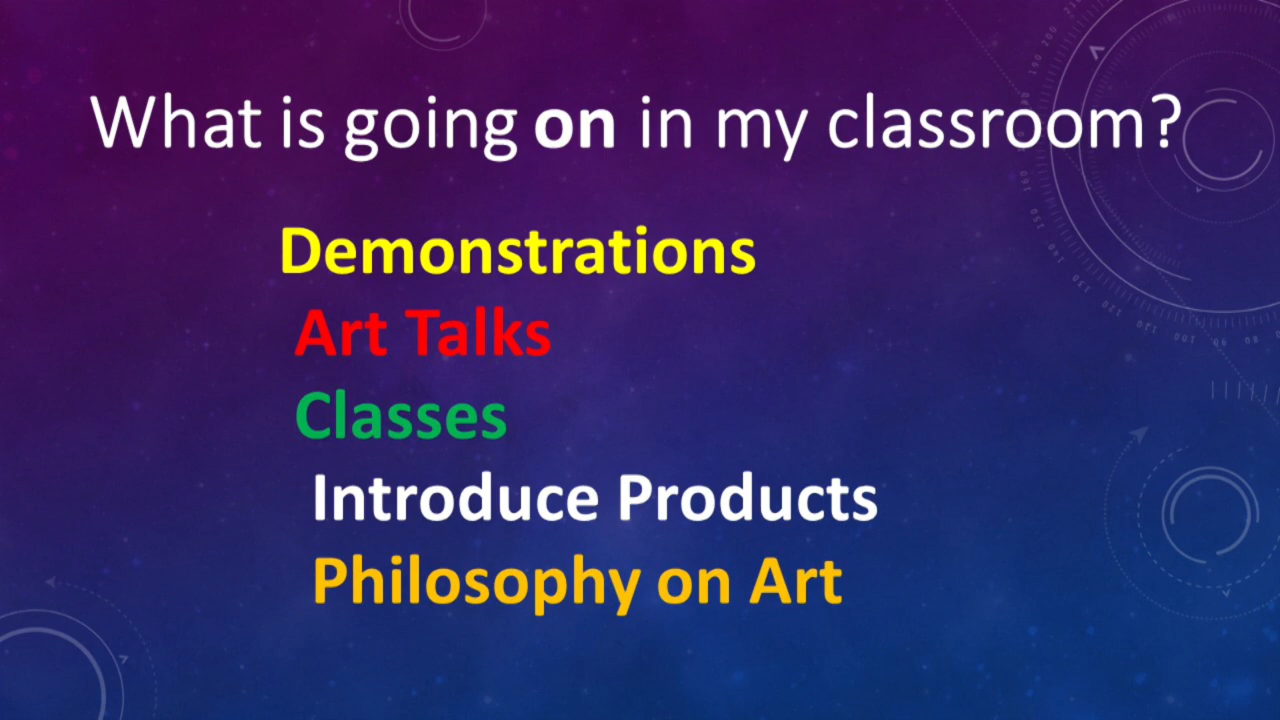 What is going on in my classroom?
Demonstrations
Art Talks
Classes
Introduce Products
Philosophy on Art